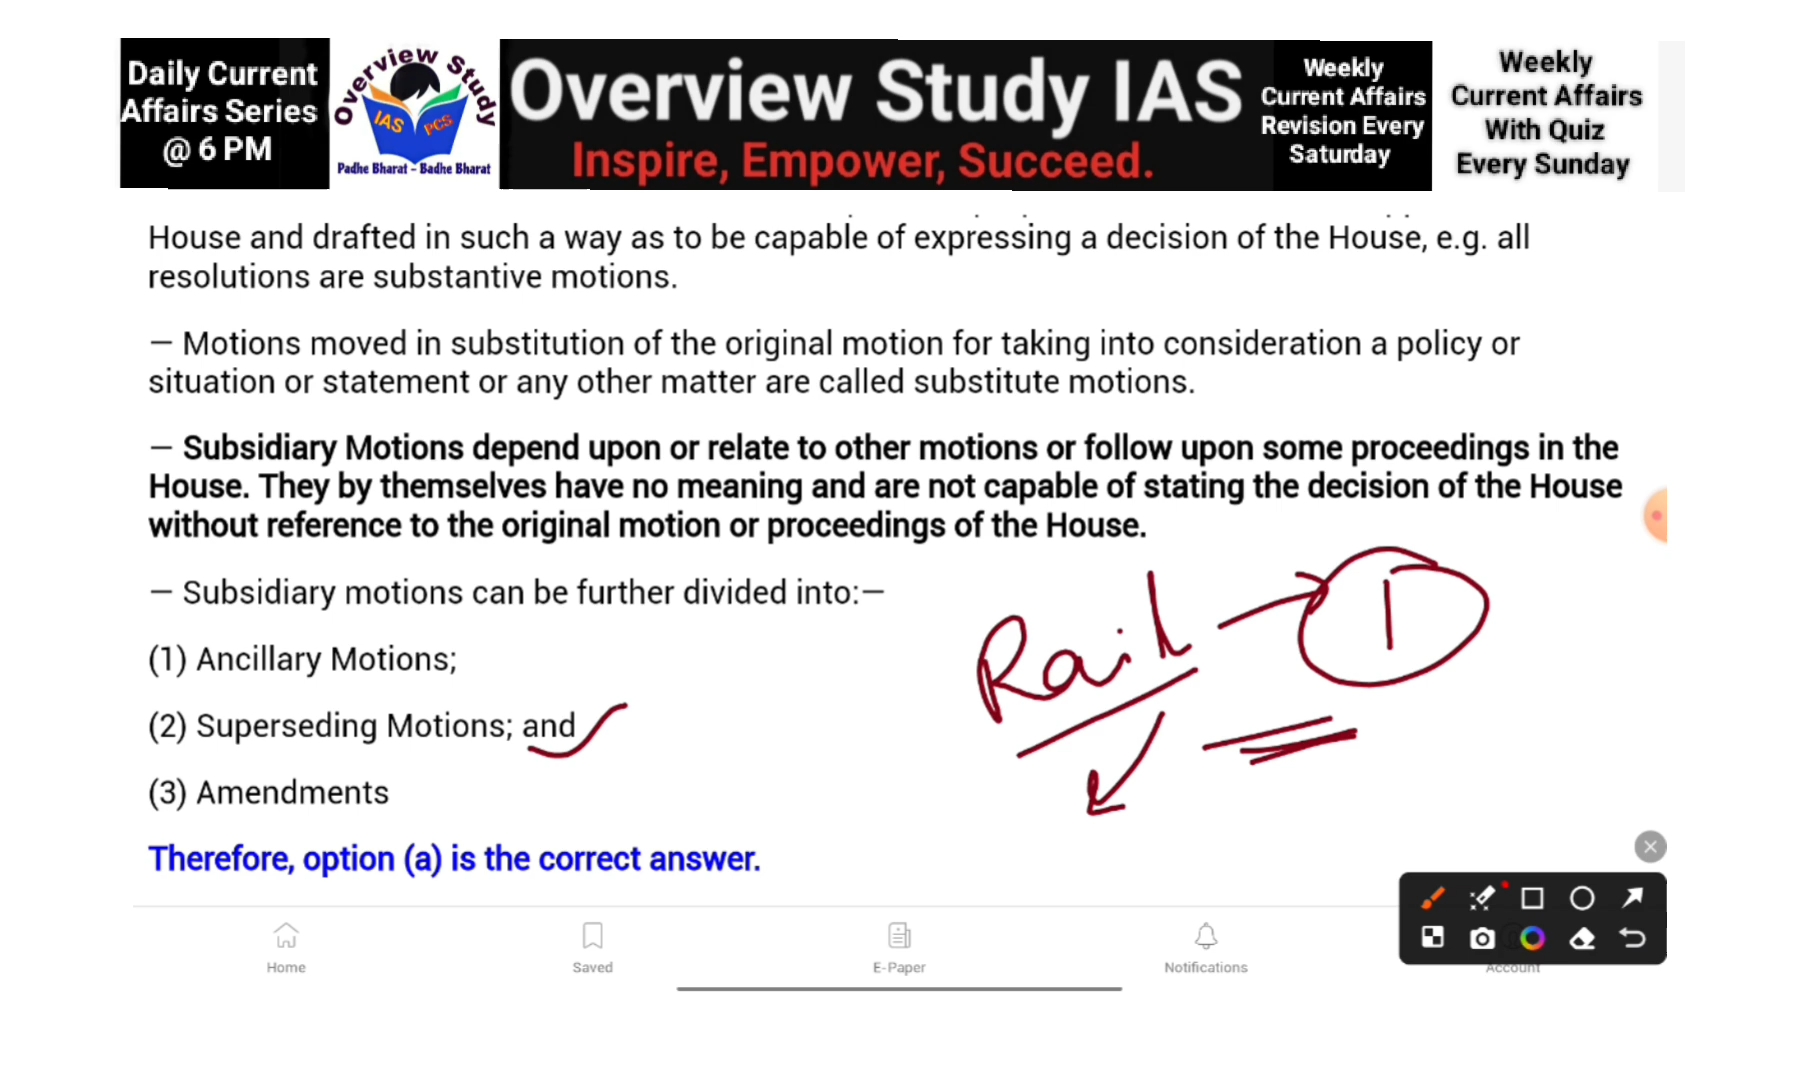 Daily Current
Affairs Series
@ 6 PM
Overview Study
IAS PCS
Padhe Bharat - Badhe Bharat
Overview Study IAS
Inspire, Empower, Succeed.
Weekly
Current Affairs
Revision Every
Saturday
Weekly
Current Affairs
With Quiz
Every Sunday
House and drafted in such a way as to be capable of expressing a decision of the House, e.g. all
resolutions are substantive motions.
— Motions moved in substitution of the original motion for taking into consideration a policy or
situation or statement or any other matter are called substitute motions.
— Subsidiary Motions depend upon or relate to other motions or follow upon some proceedings in the
House. They by themselves have no meaning and are not capable of stating the decision of the House
without reference to the original motion or proceedings of the House.
— Subsidiary motions can be further divided into:—
(1) Ancillary Motions;
(2) Superseding Motions; and
(3) Amendments
Rail
1
Therefore, option (a) is the correct answer.
Home
Saved
E-Paper
Notifications
Account